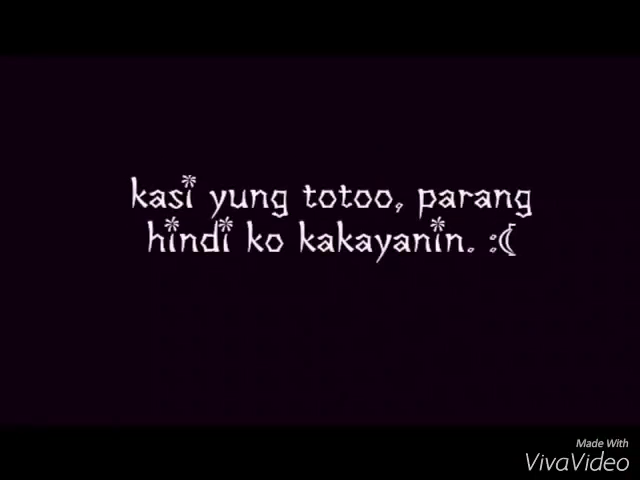 kasi yung totoo, parang
hindi ko kakayanin. :(
Made With
VivaVideo